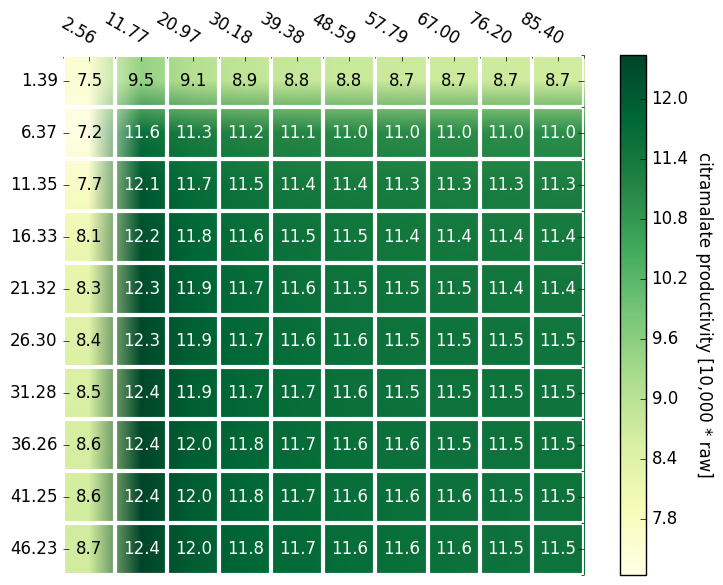 2.56 11.77 20.97 30.18 39.38 48.59 57.79 67.00 76.20 85.40
1.39 7.5 9.5 9.1 8.9 8.8 8.8 8.7 8.7 8.7 8.7
6.37 7.2 11.6 11.3 11.2 11.1 11.0 11.0 11.0 11.0 11.0
11.35 7.7 12.1 11.7 11.5 11.4 11.4 11.3 11.3 11.3 11.3
16.33 8.1 12.2 11.8 11.6 11.5 11.5 11.4 11.4 11.4 11.4
21.32 8.3 12.3 11.9 11.7 11.6 11.5 11.5 11.5 11.4 11.4
26.30 8.4 12.3 11.9 11.7 11.6 11.6 11.5 11.5 11.5 11.5
31.28 8.5 12.4 11.9 11.7 11.7 11.6 11.5 11.5 11.5 11.5
36.26 8.6 12.4 12.0 11.8 11.7 11.6 11.6 11.5 11.5 11.5
41.25 8.6 12.4 12.0 11.8 11.7 11.6 11.6 11.6 11.5 11.5
46.23 8.7 12.4 12.0 11.8 11.7 11.6 11.6 11.6 11.5 11.5
12.0
11.4
10.8
10.2
9.6
9.0
8.4
7.8
citramalate productivity [10,000 * raw]